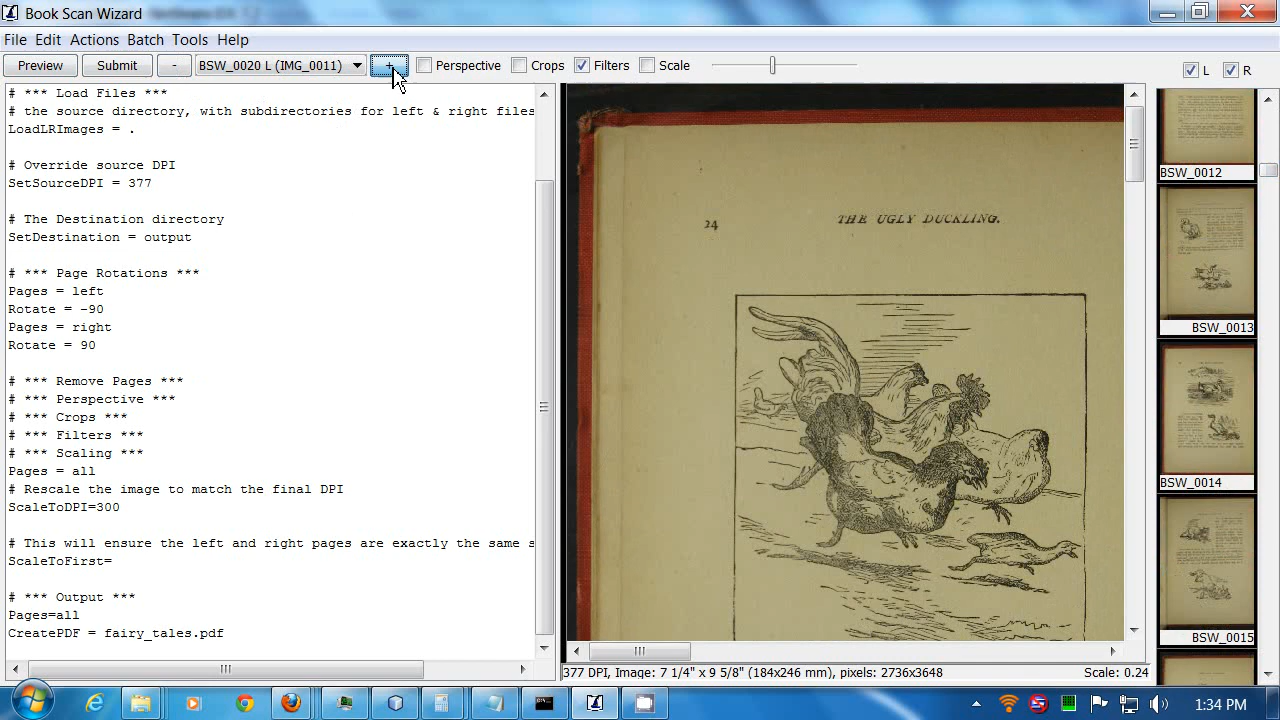 Book Scan Wizard
File Edit Actions Batch Tools Help
Preview Submit - BSW_0020 L (IMG_0011) + Perspective Crops Filters Scale L R
# *** Load Files ***
# the source directory, with subdirectories for left & right files
LoadLRImages = .
# Override source DPI
SetSourceDPI = 377
# The Destination directory
SetDestination = output
# *** Page Rotations ***
Pages = left
Rotate = -90
Pages = right
Rotate = 90
# *** Remove Pages ***
# *** Perspective ***
# *** Crops ***
# *** Filters ***
# *** Scaling ***
Pages = all
# Rescale the image to match the final DPI
ScaleToDPI=300
# This will ensure the left and right pages are exactly the same s
ScaleToFirst=
# *** Output ***
Pages=all
CreatePDF = fairy_tales.pdf
24 THE UGLY DUCKLING.
377 DPI, Image: 7 1/4" x 9 5/8" (184x246 mm), pixels: 2736x3648 Scale: 0.24
BSW_0012
BSW_0013
BSW_0014
BSW_0015
1:34 PM